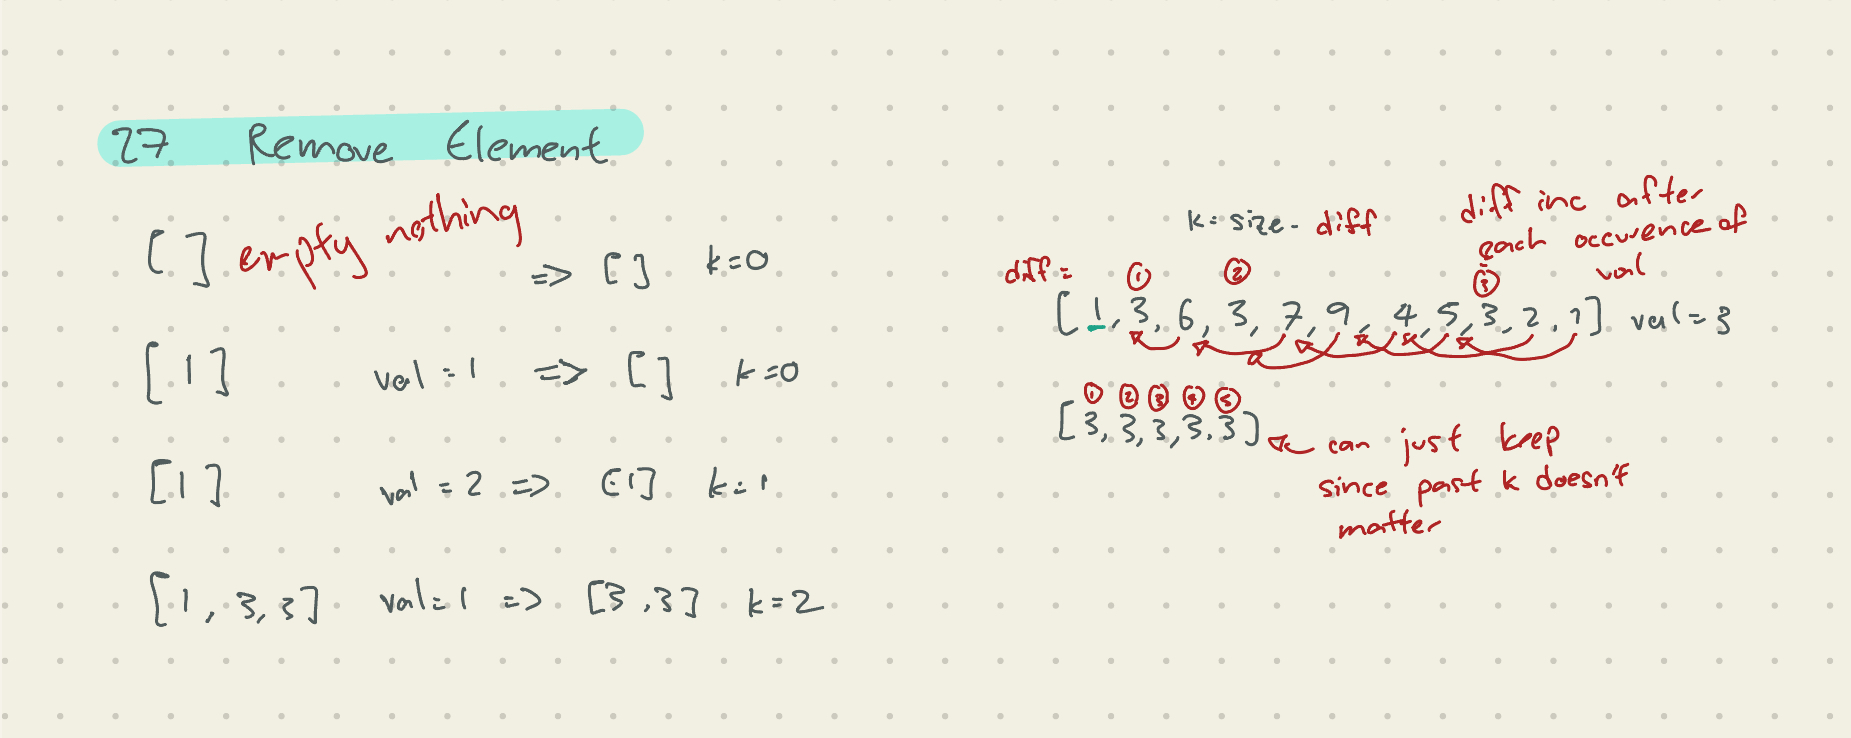 27 Remove Element
[ ] empty nothing => [ ] k=0
[ 1 ] val = 1 => [ ] k=0
[ 1 ] val = 2 => [1] k=1
[ 1 , 3, 3 ] val=1 => [3 ,3] k=2
k = size - diff
diff inc after
each occurence of
val
diff = ① ② ③
[ 1, 3, 6, 3, 7, 9, 4, 5, 3, 2, 1 ] val = 3
① ② ③ ④ ⑤
[ 3, 3, 3, 3, 3 ] can just keep
since past k doesn't
matter